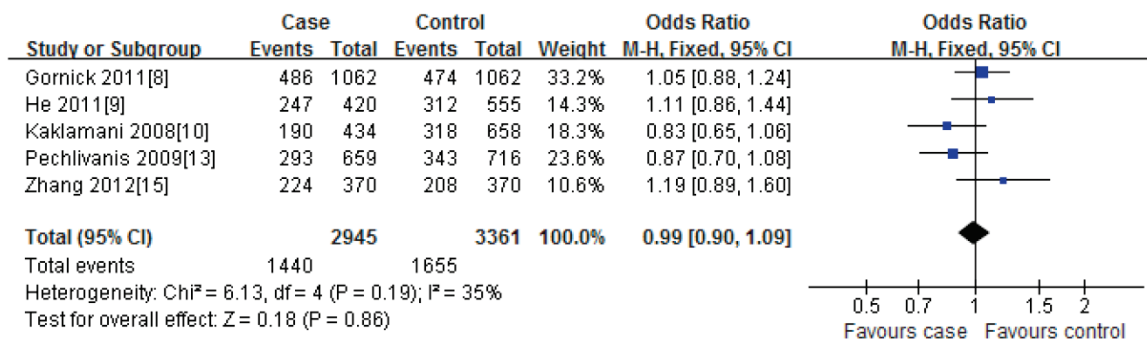 Case Control Odds Ratio Odds Ratio
Study or Subgroup Events Total Events Total Weight M-H, Fixed, 95% CI M-H, Fixed, 95% CI
Gornick 2011[8] 486 1062 474 1062 33.2% 1.05 [0.88, 1.24]
He 2011[9] 247 420 312 555 14.3% 1.11 [0.86, 1.44]
Kaklamani 2008[10] 190 434 318 658 18.3% 0.83 [0.65, 1.06]
Pechlivanis 2009[13] 293 659 343 716 23.6% 0.87 [0.70, 1.08]
Zhang 2012[15] 224 370 208 370 10.6% 1.19 [0.89, 1.60]
Total (95% CI) 2945 3361 100.0% 0.99 [0.90, 1.09]
Total events 1440 1655
Heterogeneity: Chi² = 6.13, df = 4 (P = 0.19); I² = 35%
Test for overall effect: Z = 0.18 (P = 0.86)
0.5 0.7 1 1.5 2
Favours case Favours control